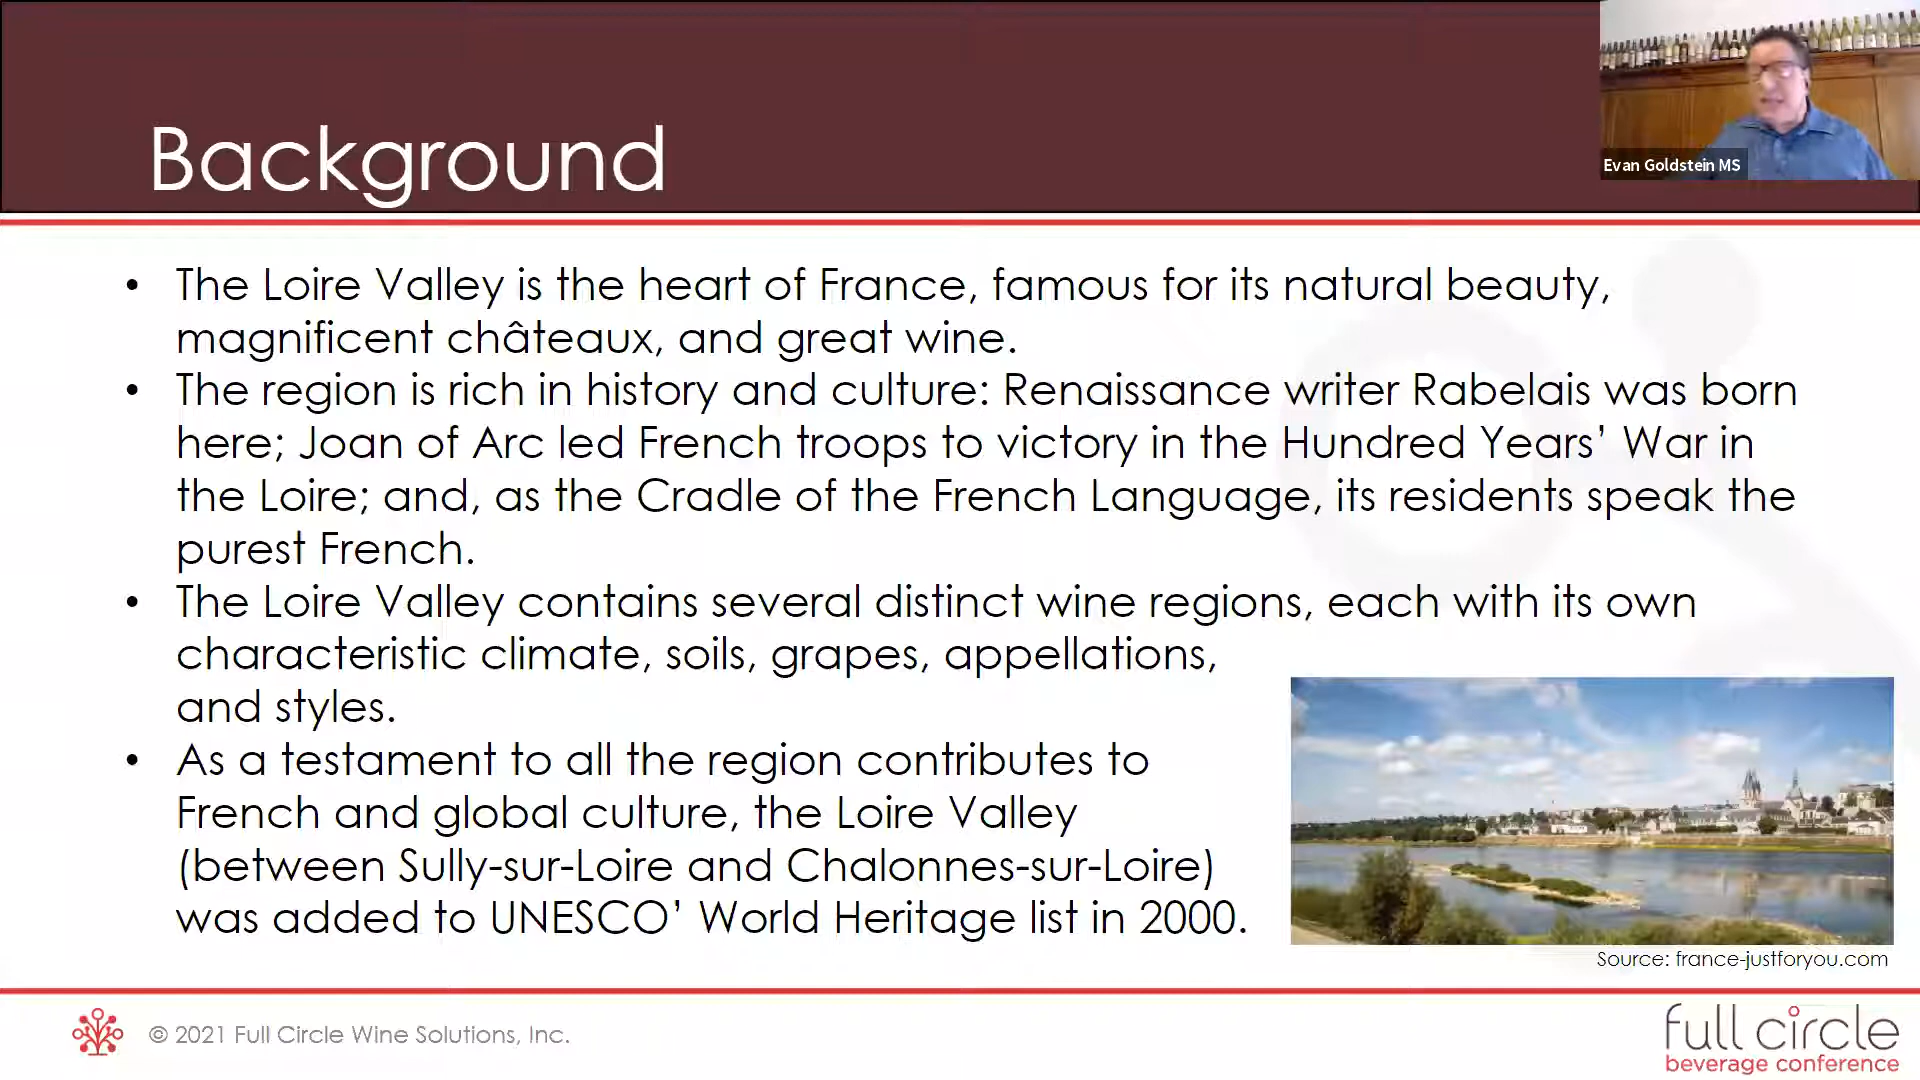 Background
Evan Goldstein MS
• The Loire Valley is the heart of France, famous for its natural beauty,
magnificent châteaux, and great wine.
• The region is rich in history and culture: Renaissance writer Rabelais was born
here; Joan of Arc led French troops to victory in the Hundred Years’ War in
the Loire; and, as the Cradle of the French Language, its residents speak the
purest French.
• The Loire Valley contains several distinct wine regions, each with its own
characteristic climate, soils, grapes, appellations,
and styles.
• As a testament to all the region contributes to
French and global culture, the Loire Valley
(between Sully-sur-Loire and Chalonnes-sur-Loire)
was added to UNESCO’ World Heritage list in 2000.
Source: france-justforyou.com
© 2021 Full Circle Wine Solutions, Inc.
full circle
beverage conference